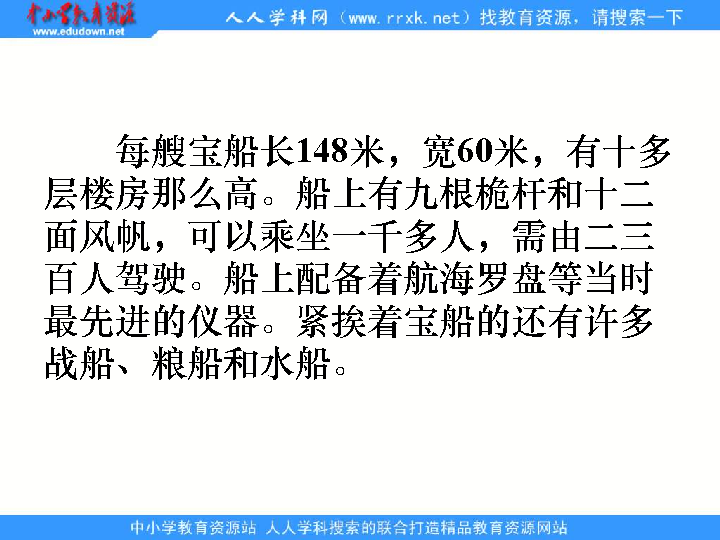 中小学教育资源
www.edudown.net
人人学科网（www.rrxk.net）找教育资源，请搜索一下
每艘宝船长148米，宽60米，有十多
层楼房那么高。船上有九根桅杆和十二
面风帆，可以乘坐一千多人，需由二三
百人驾驶。船上配备着航海罗盘等当时
最先进的仪器。紧挨着宝船的还有许多
战船、粮船和水船。
中小学教育资源站 人人学科搜索的联合打造精品教育资源网站